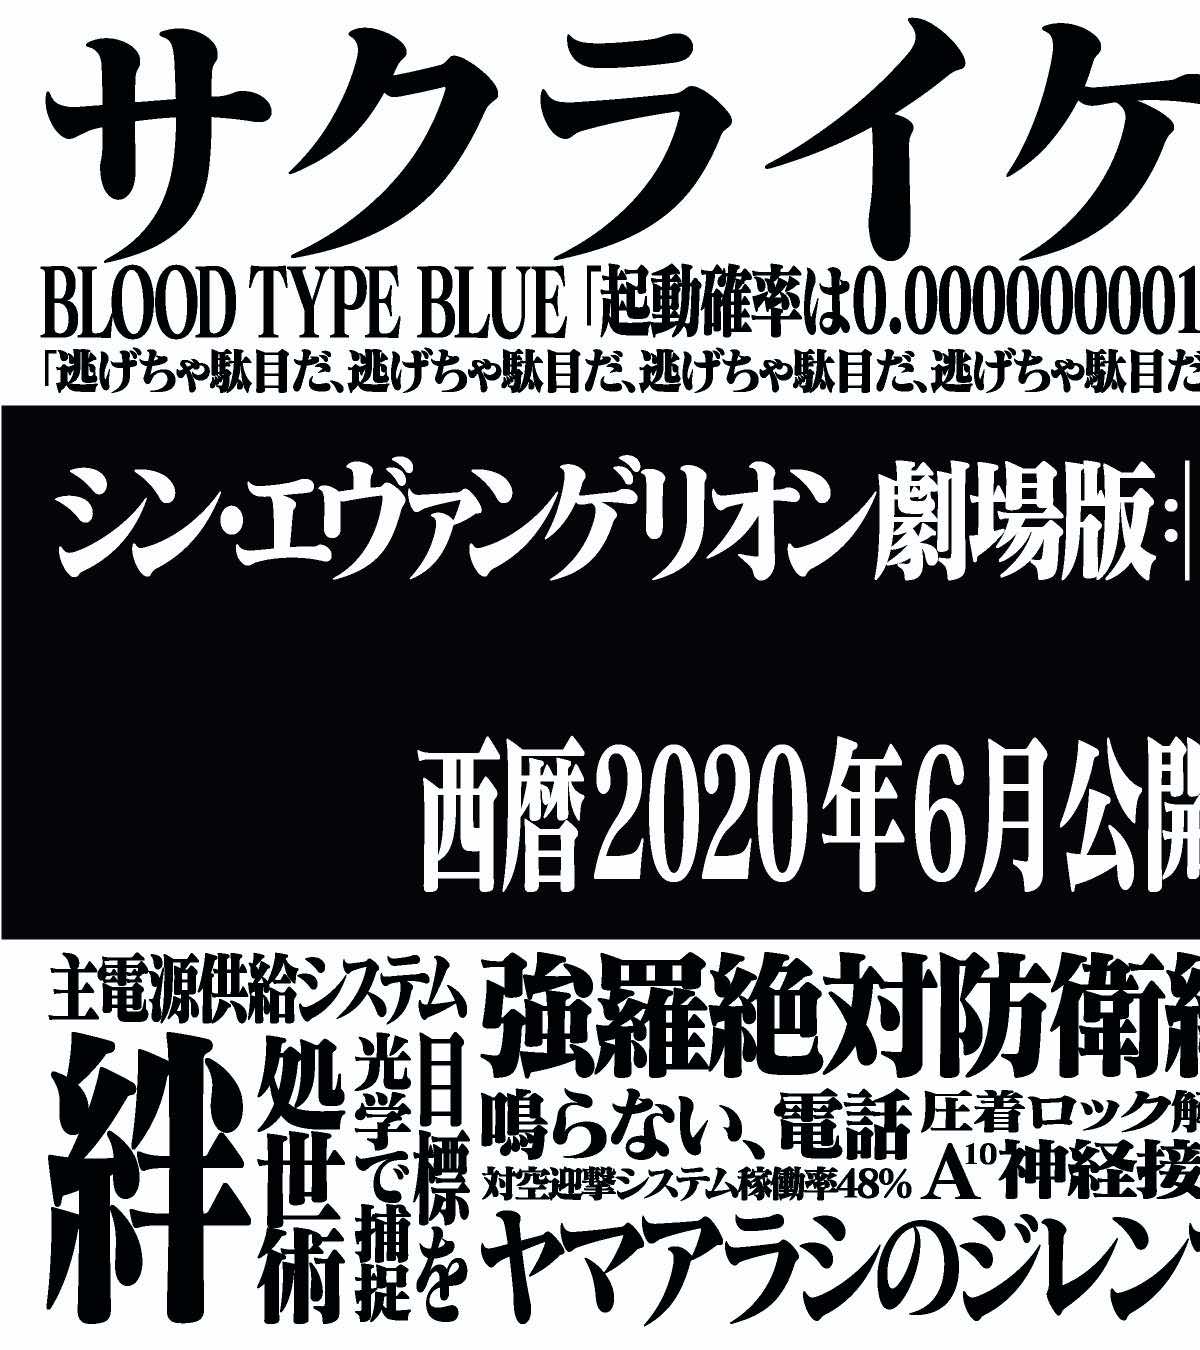 サクライケ
BLOOD TYPE BLUE「起動確率は0.000000001
「逃げちゃ駄目だ、逃げちゃ駄目だ、逃げちゃ駄目だ、逃げちゃ駄目だ
シン・エヴァンゲリオン劇場版:||
西暦2020年6月公開
主電源供給システム
強羅絶対防衛線
絆
処世術
目標を
光学で捕捉
鳴らない、電話
圧着ロック解
対空迎撃システム稼働率48%
A10神経接
ヤマアラシのジレン